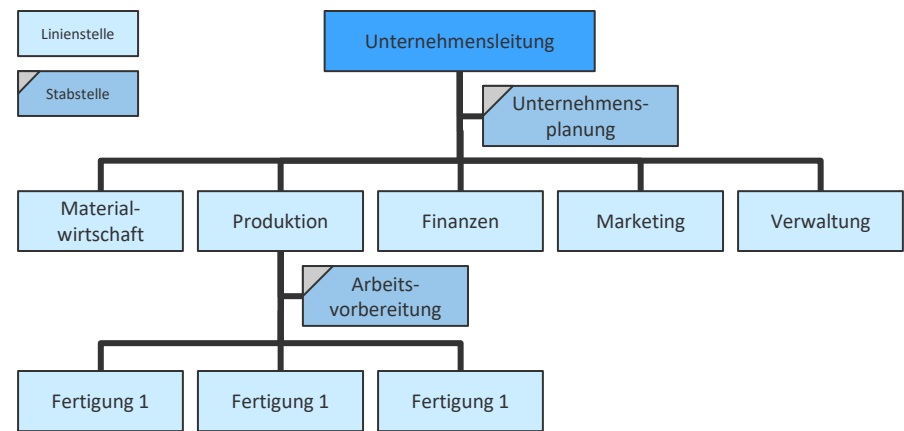 Linienstelle
Stabstelle
Unternehmensleitung
Unternehmens-
planung
Material-
wirtschaft
Produktion
Finanzen
Marketing
Verwaltung
Arbeits-
vorbereitung
Fertigung 1
Fertigung 1
Fertigung 1